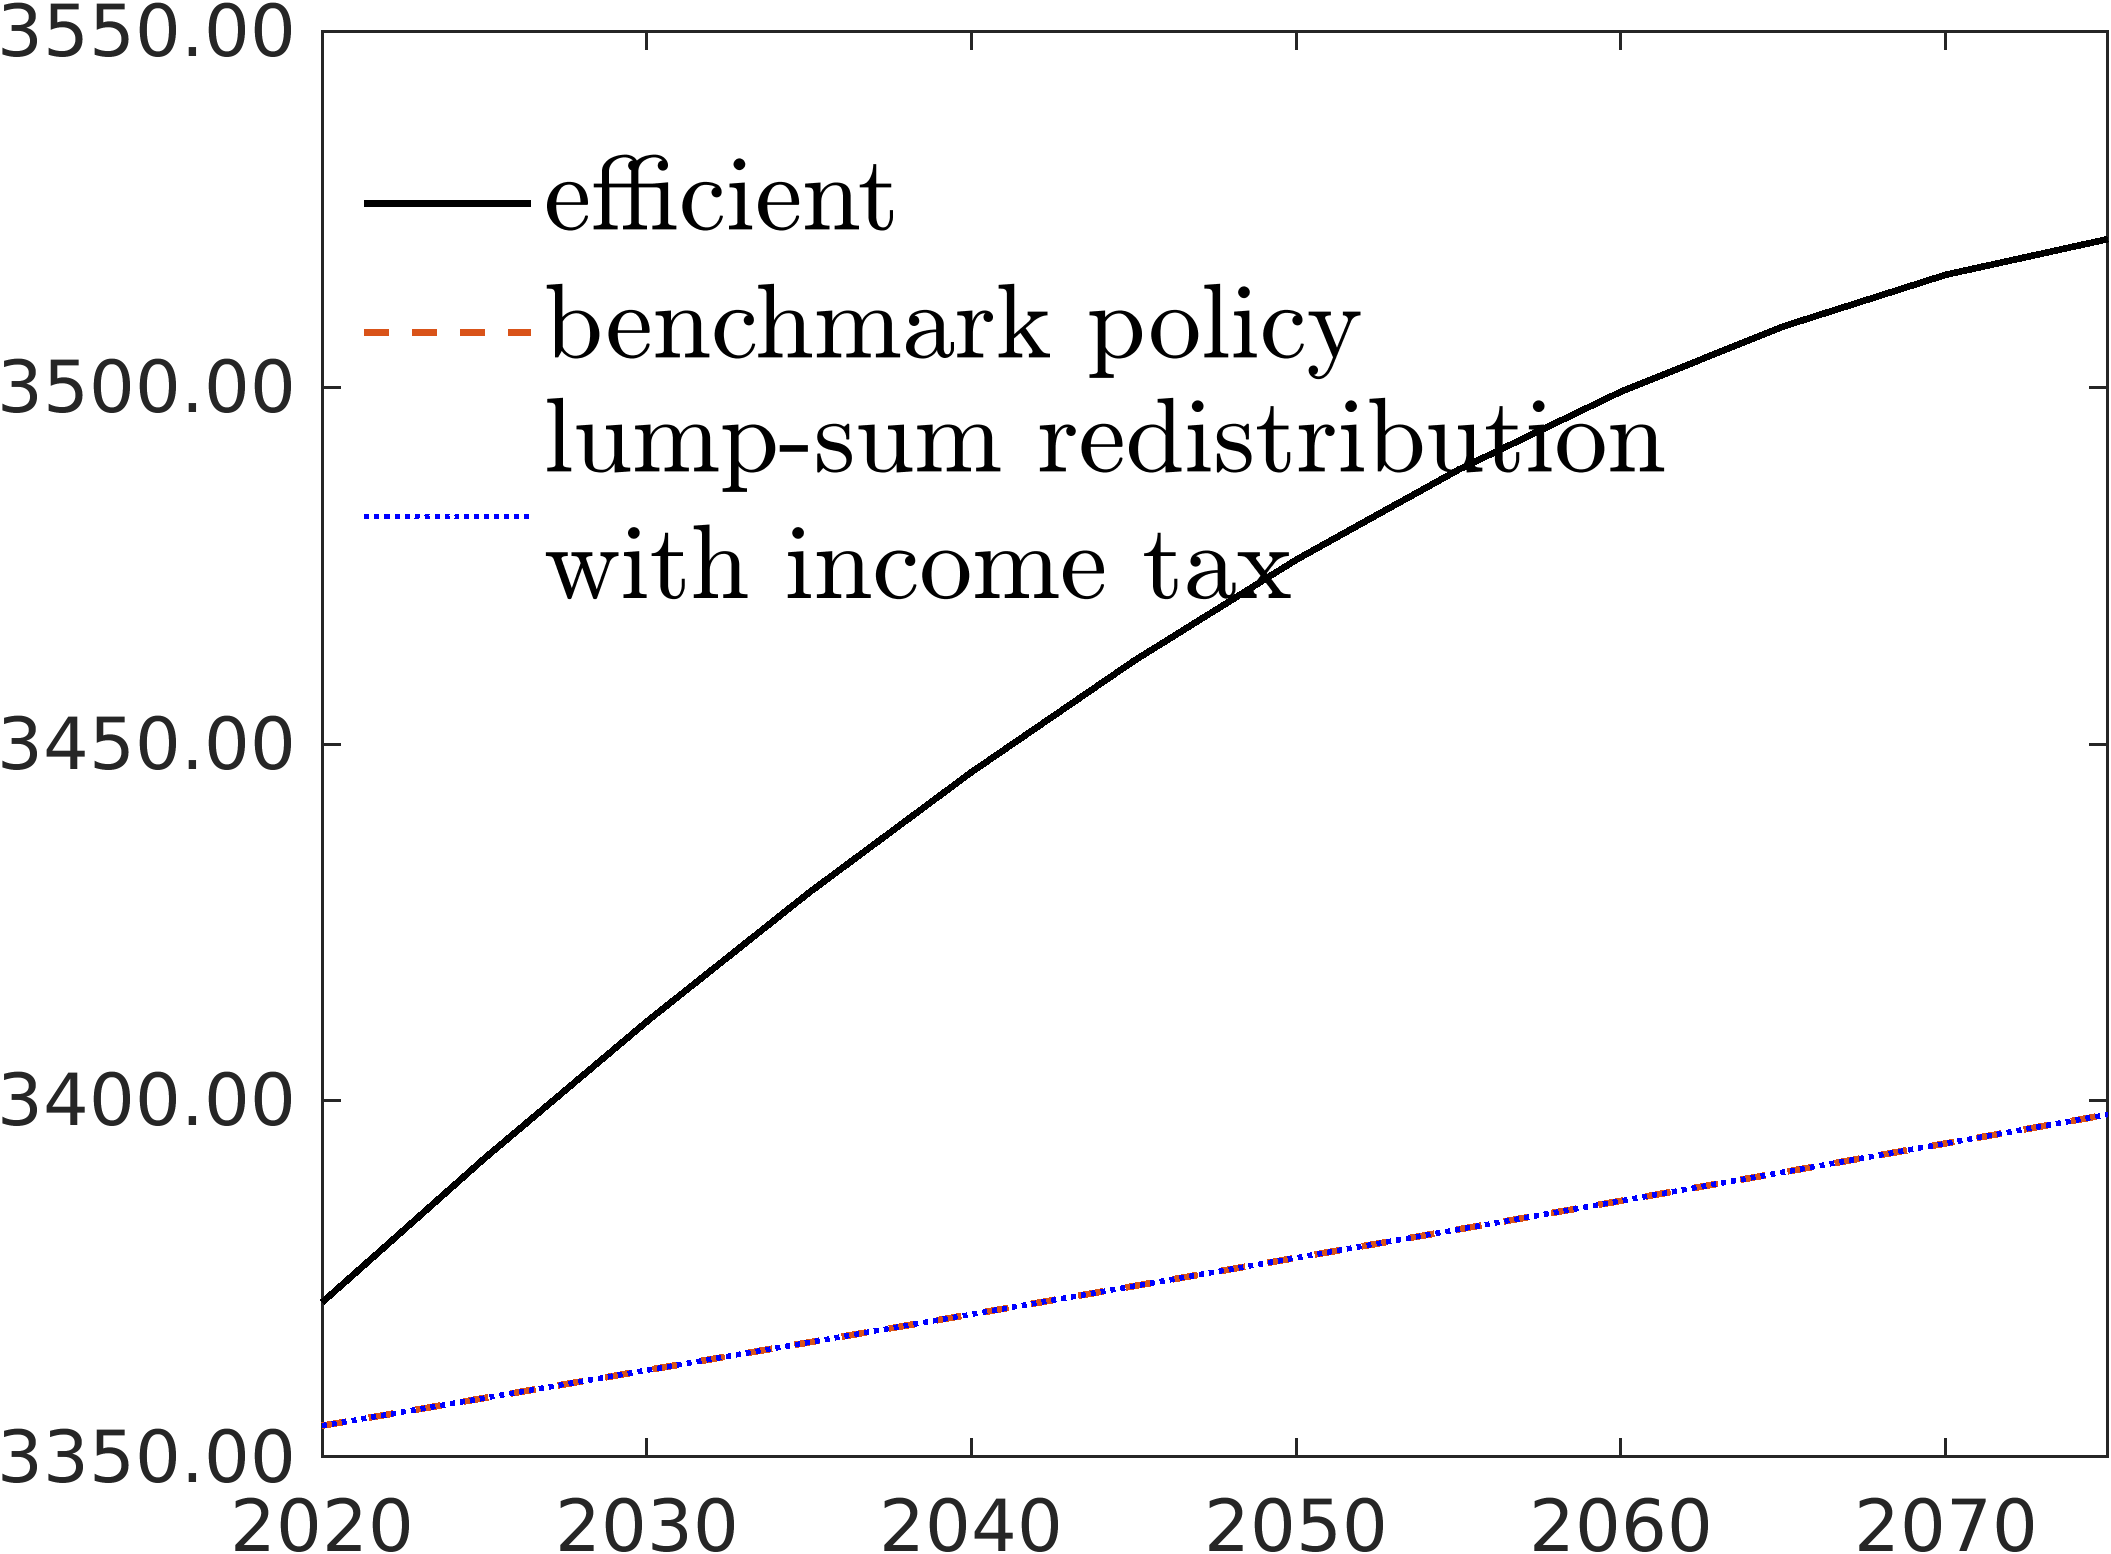 3550.00
efficient
benchmark policy
3500.00
lump-sum redistribution
with income tax
3450.00
3400.00
3350.00
2020 2030 2040 2050 2060 2070